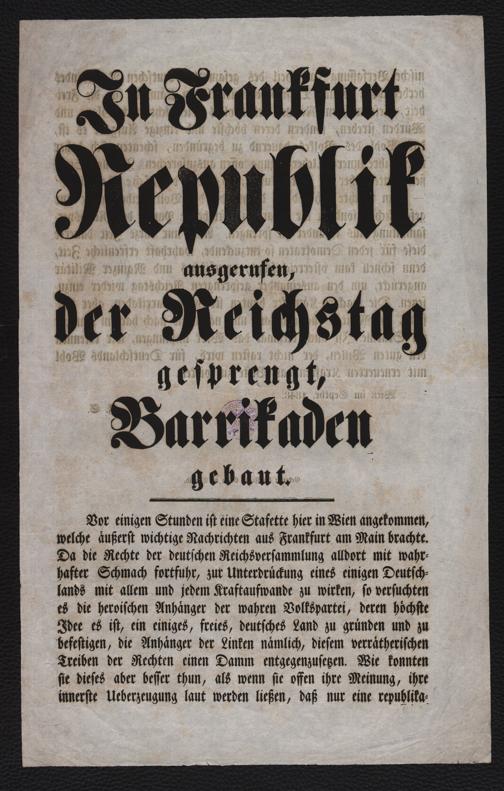 In Frankfurt
Republik
ausgerufen,
der Reichstag
gesprengt,
Barrikaden
gebaut.
Vor einigen Stunden ist eine Stafette hier in Wien angekommen,
welche äußerst wichtige Nachrichten aus Frankfurt am Main brachte.
Da die Rechte der deutschen Reichsversammlung alldort mit wahr-
hafter Schmach fortfuhr, zur Unterdrückung eines einigen Deutsch-
lands mit allem und jedem Kraftaufwande zu wirken, so versuchten
es die heroischen Anhänger der wahren Volkspartei, deren höchste
Idee es ist, ein einiges, freies, deutsches Land zu gründen und zu
befestigen, die Anhänger der Linken nämlich, diesem verrätherischen
Treiben der Rechten einen Damm entgegenzusetzen. Wie konnten
sie dieses aber besser thun, als wenn sie offen ihre Meinung, ihre
innerste Ueberzeugung laut werden ließen, daß nur eine republika-